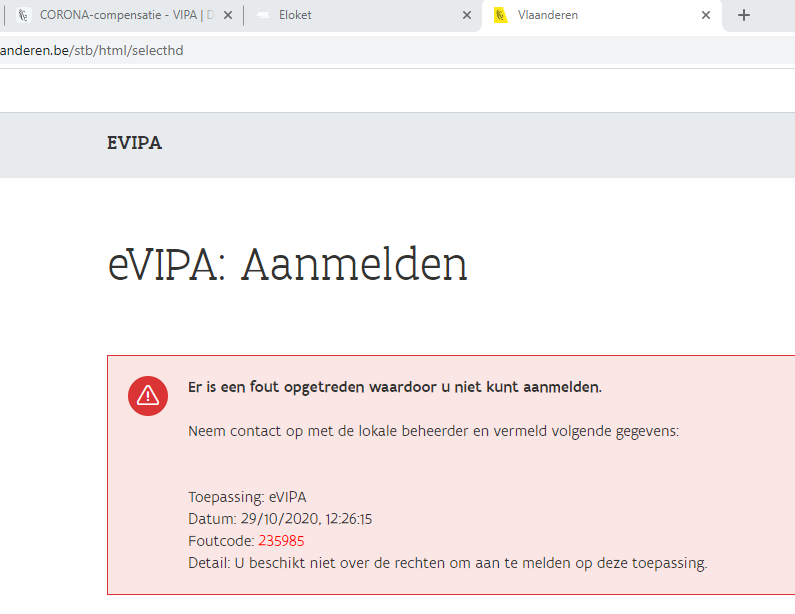 CORONA-compensatie - VIPA | D
Eloket
Vlaanderen
anderen.be/stb/html/selecthd
EVIPA
eVIPA: Aanmelden
Er is een fout opgetreden waardoor u niet kunt aanmelden.
Neem contact op met de lokale beheerder en vermeld volgende gegevens:
Toepassing: eVIPA
Datum: 29/10/2020, 12:26:15
Foutcode: 235985
Detail: U beschikt niet over de rechten om aan te melden op deze toepassing.